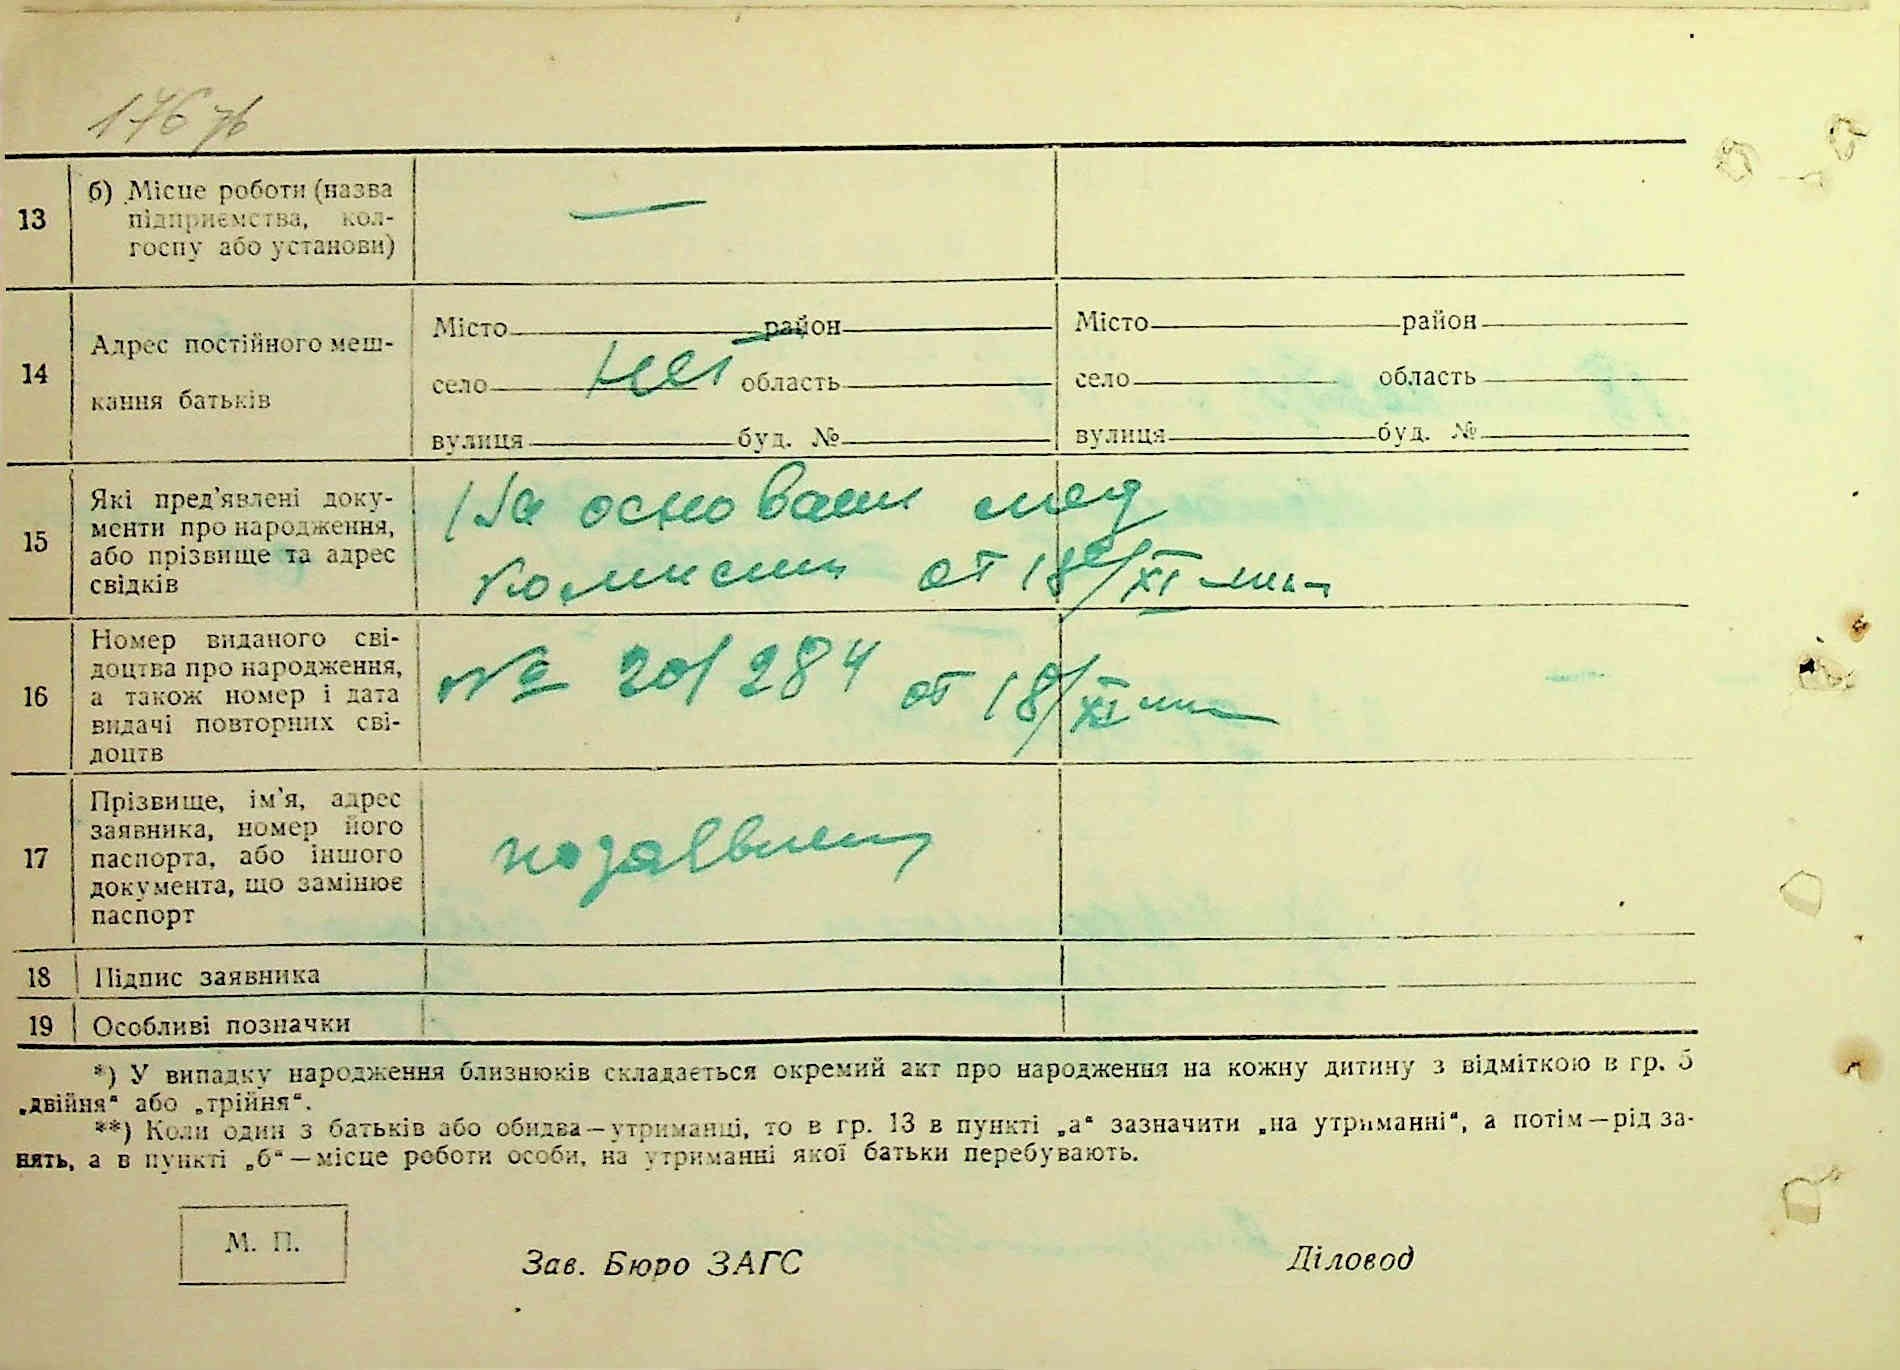 176 зв
13
б) Місце роботи (назва
підприємства, кол-
госпу або установи)
—
14
Адрес постійного меш-
кання батьків
Місто район
село нет область
вулиця буд. №
Місто район
село область
вулиця буд. №
15
Які пред'явлені доку-
менти про народження,
або прізвище та адрес
свідків
На основани мед
комисии от 18/XI
16
Номер виданого сві-
доцтва про народження,
а також номер і дата
видачі повторних сві-
доцтв
№ 201284 от 18/XI
17
Прізвище, ім'я, адрес
заявника, номер його
паспорта, або іншого
документа, що замінює
паспорт
18
Підпис заявника
19
Особливі позначки
*) У випадку народження близнюків складається окремий акт про народження на кожну дитину з відміткою в гр. 5
„двійня“ або „трійня“.
**) Коли один з батьків або обидва—утриманці, то в гр. 13 в пункті „а“ зазначити „на утриманні“, а потім—рід за-
нять, а в пункті „б“—місце роботи особи, на утриманні якої батьки перебувають.
М. П.
Зав. Бюро ЗАГС
Діловод